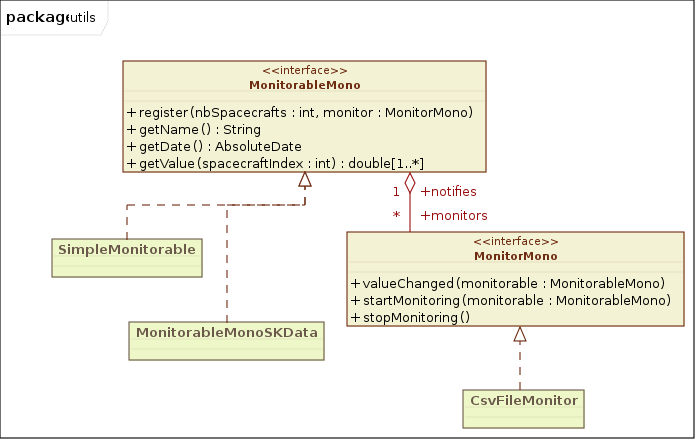 package utils
<<interface>>
MonitorableMono
+ register(nbSpacecrafts : int, monitor : MonitorMono)
+ getName() : String
+ getDate() : AbsoluteDate
+ getValue(spacecraftIndex : int) : double[1..*]
1 +notifies
* +monitors
SimpleMonitorable
<<interface>>
MonitorMono
+ valueChanged(monitorable : MonitorableMono)
+ startMonitoring(monitorable : MonitorableMono)
+ stopMonitoring()
MonitorableMonoSKData
CsvFileMonitor